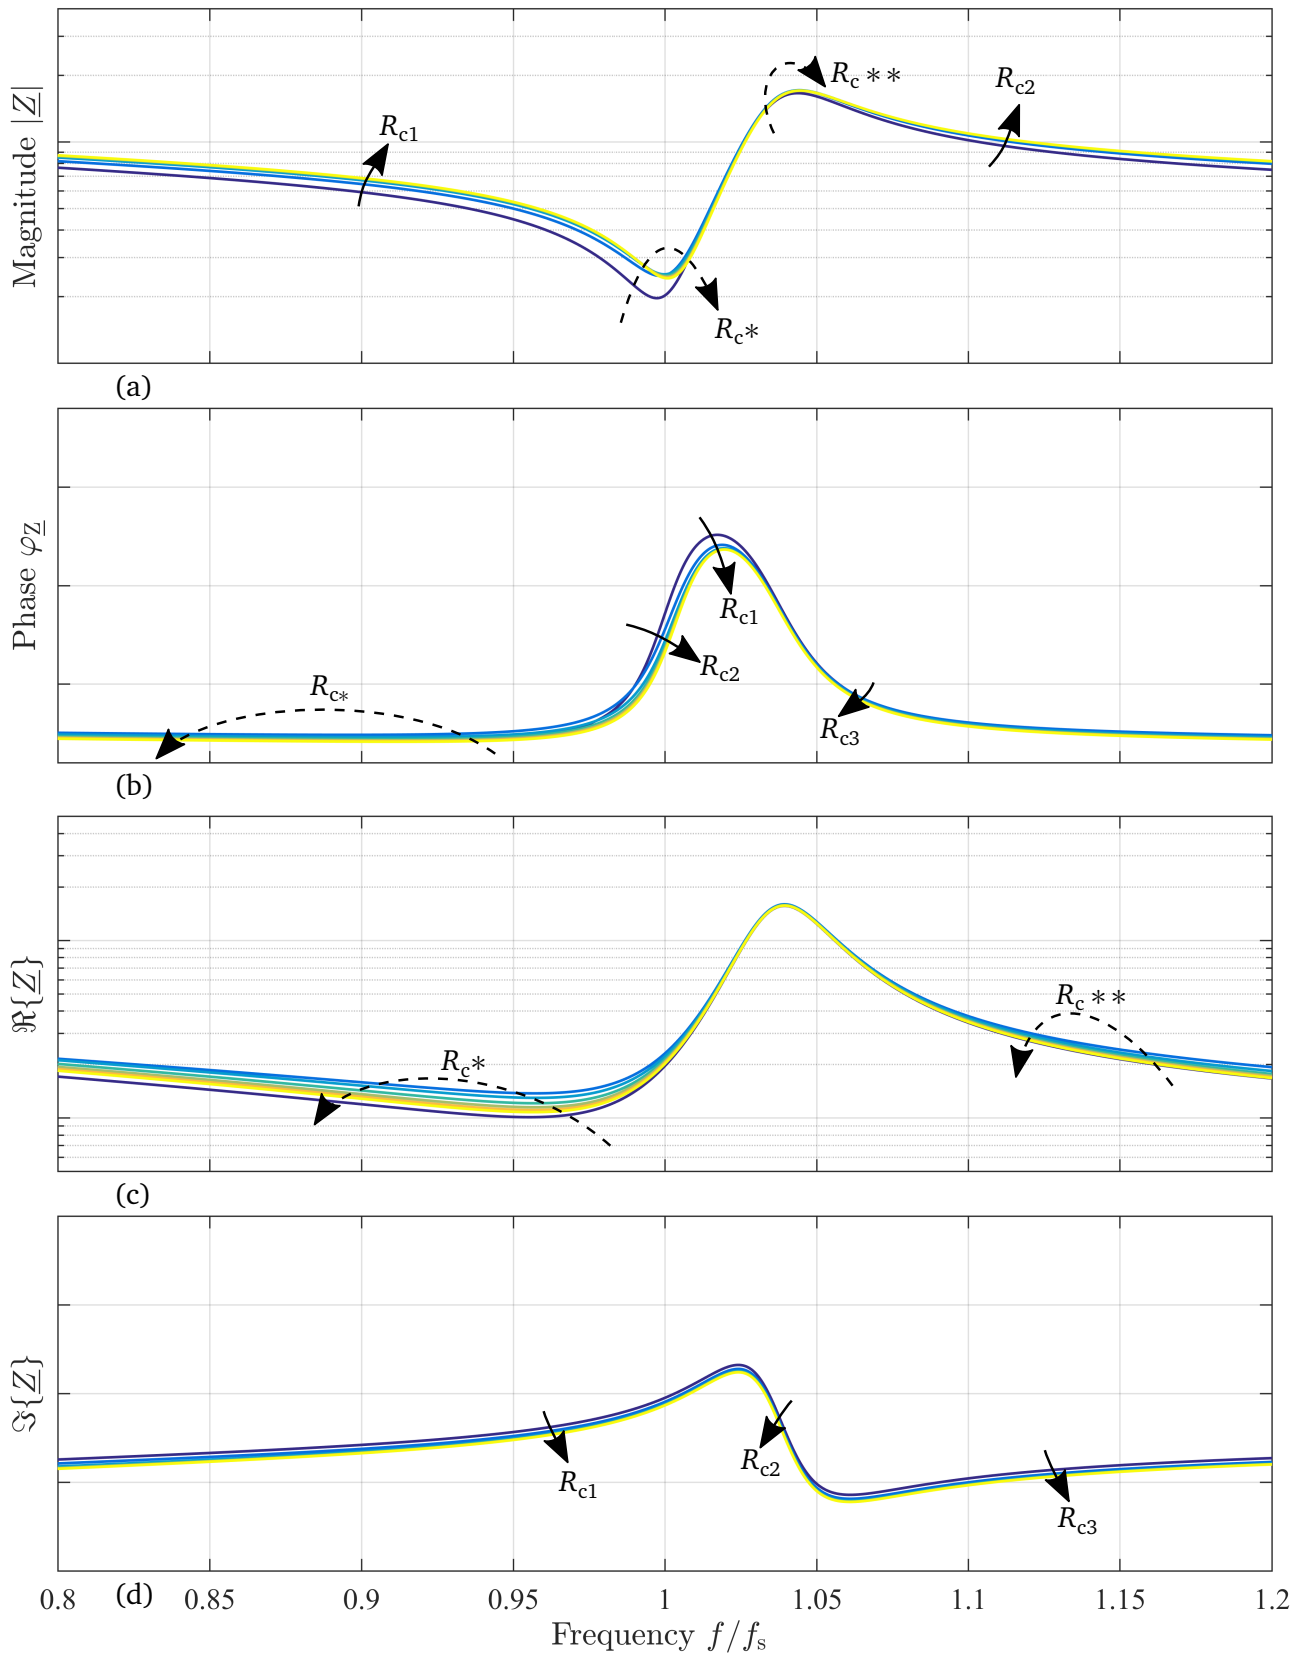 Magnitude |Z|
R_c1
R_c∗∗
R_c2
R_c∗
(a)
Phase φ_Z
R_c1
R_c2
R_c∗
R_c3
(b)
ℜ{Z}
R_c∗
R_c∗∗
(c)
ℑ{Z}
R_c1
R_c2
R_c3
(d)
0.8 0.85 0.9 0.95 1 1.05 1.1 1.15 1.2
Frequency f/f_s